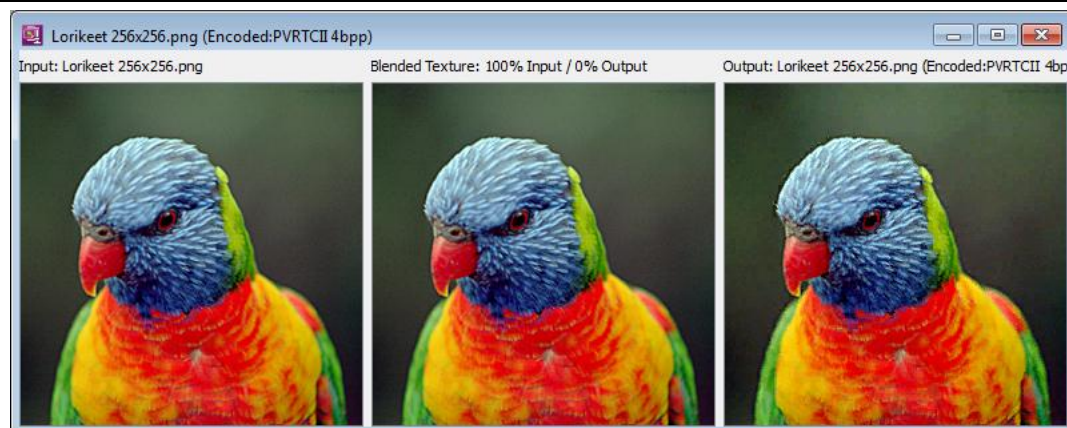 Lorikeet 256x256.png (Encoded:PVRTCII 4bpp)
Input: Lorikeet 256x256.png
Blended Texture: 100% Input / 0% Output
Output: Lorikeet 256x256.png (Encoded:PVRTCII 4bp